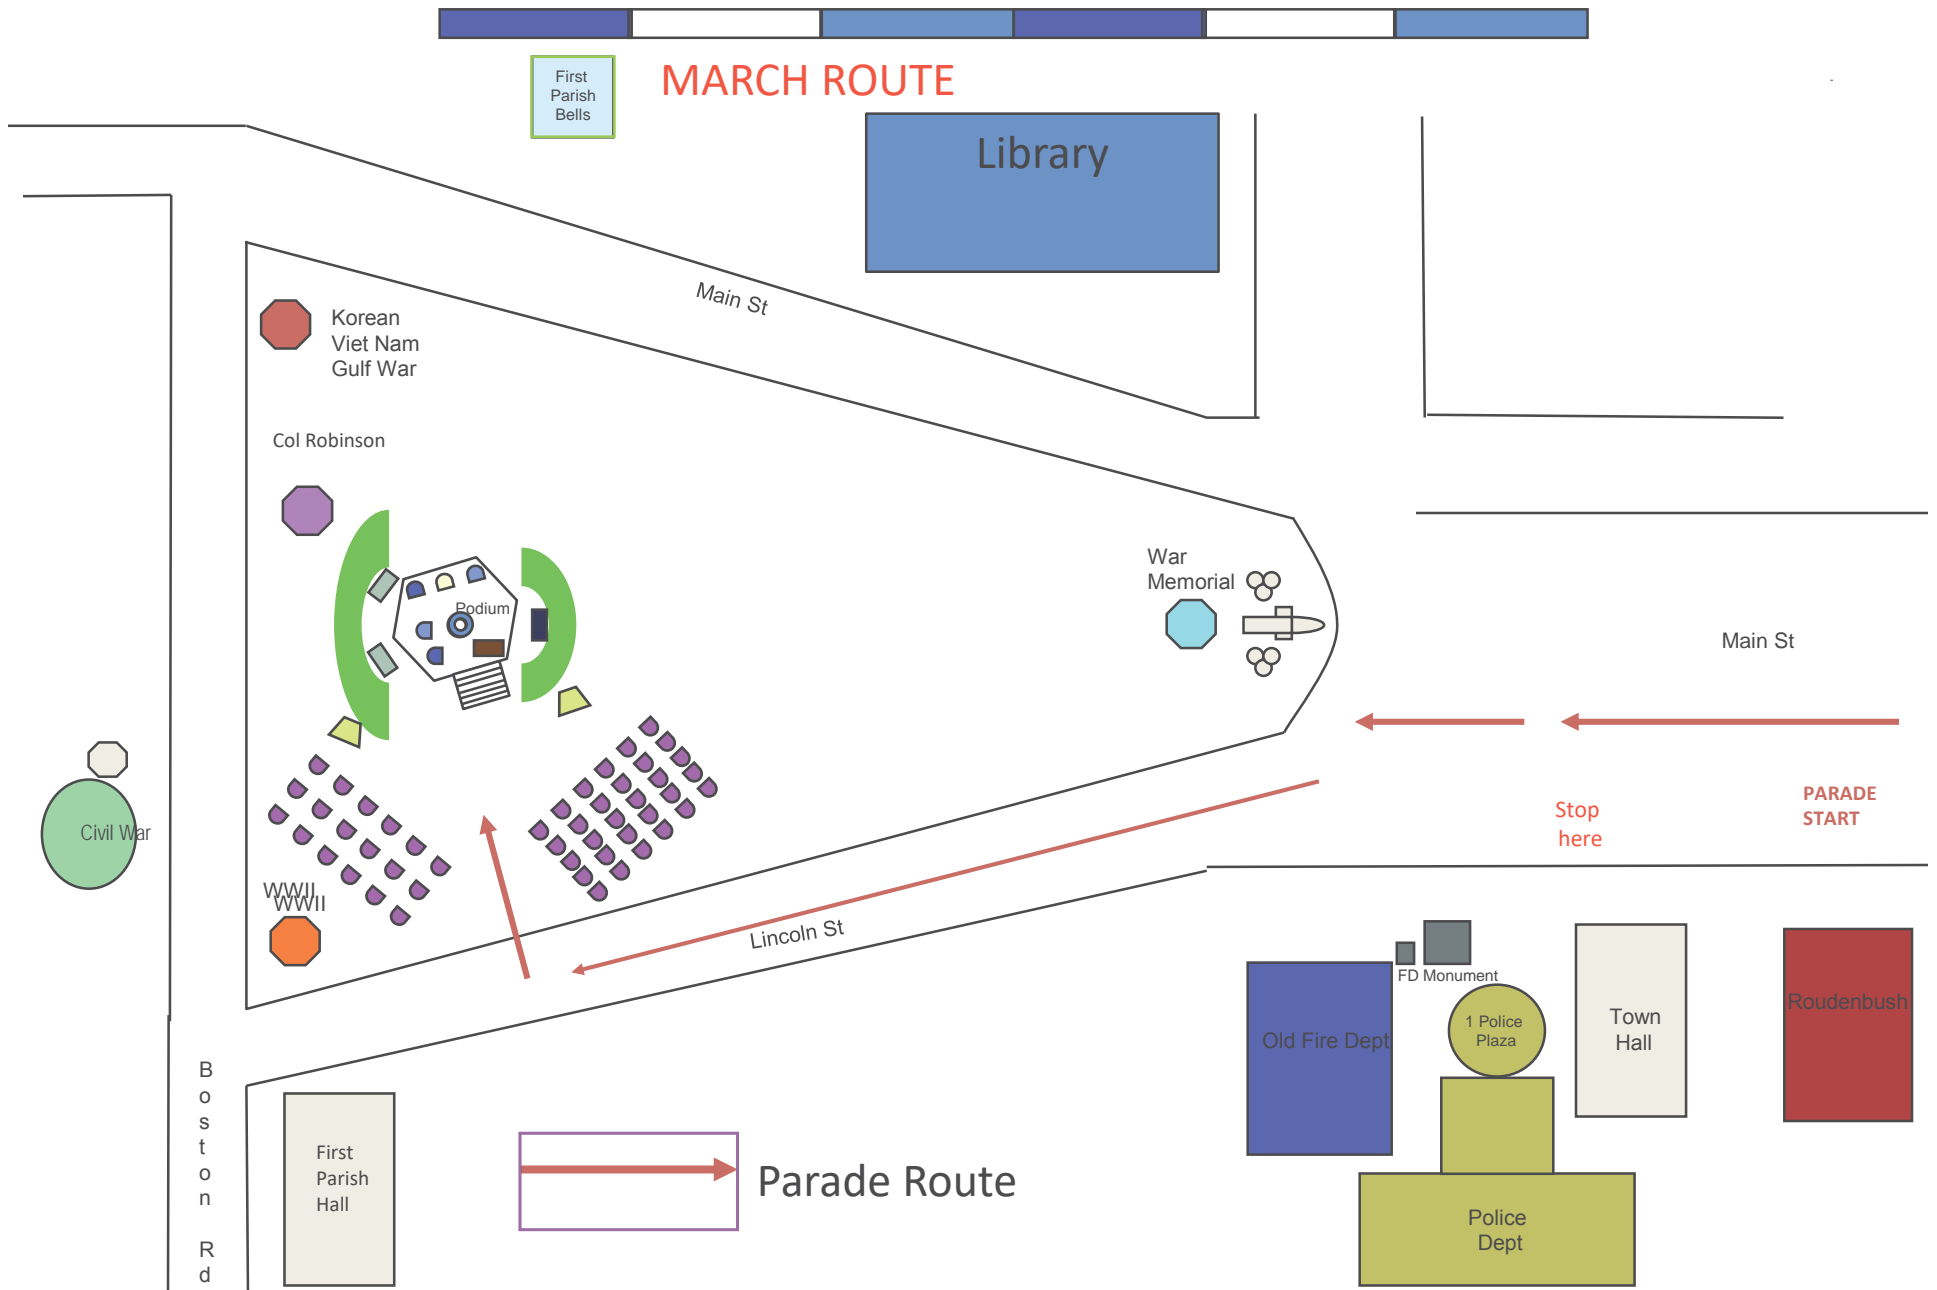 First
Parish
Bells
MARCH ROUTE
Library
Main St
Korean
Viet Nam
Gulf War
Col Robinson
Podium
War
Memorial
Main St
Civil War
WWII
WWII
Stop
here
PARADE
START
Lincoln St
FD Monument
Old Fire Dept
1 Police
Plaza
Town
Hall
Roudenbush
B
o
s
t
o
n
R
d
First
Parish
Hall
Parade Route
Police
Dept